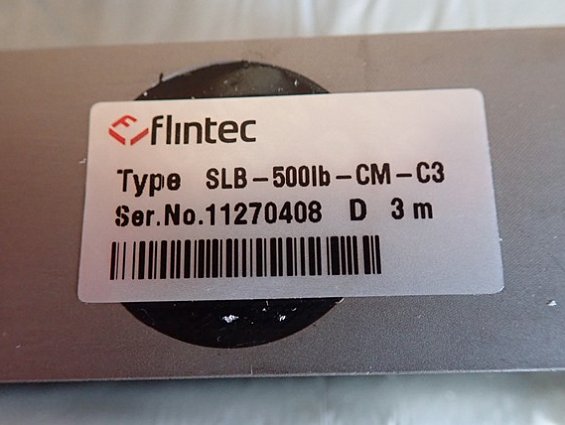 flintec
Type SLB-500lb-CM-C3
Ser.No.11270408 D 3 m